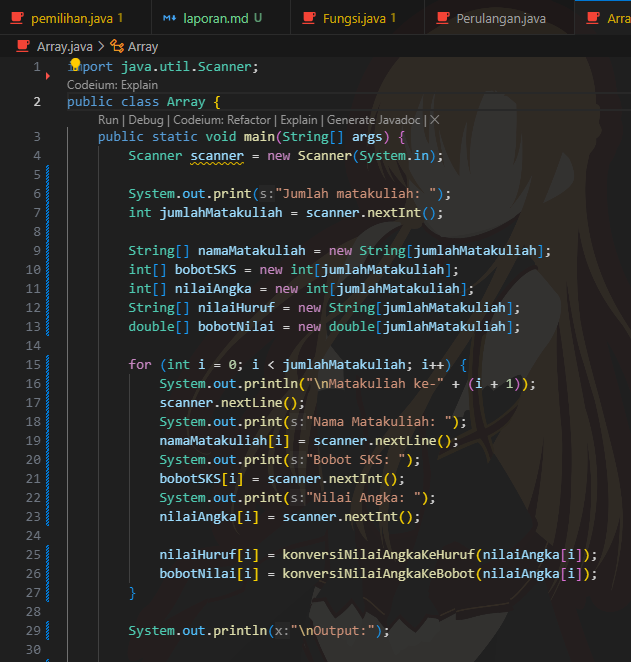 pemilihan.java 1 laporan.md U Fungsi.java 1 Perulangan.java Arra
Array.java > Array
1 import java.util.Scanner;
Codeium: Explain
2 public class Array {
Run | Debug | Codeium: Refactor | Explain | Generate Javadoc | X
3 public static void main(String[] args) {
4 Scanner scanner = new Scanner(System.in);
5
6 System.out.print(s:"Jumlah matakuliah: ");
7 int jumlahMatakuliah = scanner.nextInt();
8
9 String[] namaMatakuliah = new String[jumlahMatakuliah];
10 int[] bobotSKS = new int[jumlahMatakuliah];
11 int[] nilaiAngka = new int[jumlahMatakuliah];
12 String[] nilaiHuruf = new String[jumlahMatakuliah];
13 double[] bobotNilai = new double[jumlahMatakuliah];
14
15 for (int i = 0; i < jumlahMatakuliah; i++) {
16 System.out.println("\nMatakuliah ke-" + (i + 1));
17 scanner.nextLine();
18 System.out.print(s:"Nama Matakuliah: ");
19 namaMatakuliah[i] = scanner.nextLine();
20 System.out.print(s:"Bobot SKS: ");
21 bobotSKS[i] = scanner.nextInt();
22 System.out.print(s:"Nilai Angka: ");
23 nilaiAngka[i] = scanner.nextInt();
24
25 nilaiHuruf[i] = konversiNilaiAngkaKeHuruf(nilaiAngka[i]);
26 bobotNilai[i] = konversiNilaiAngkaKeBobot(nilaiAngka[i]);
27 }
28
29 System.out.println(x:"\nOutput:");
30